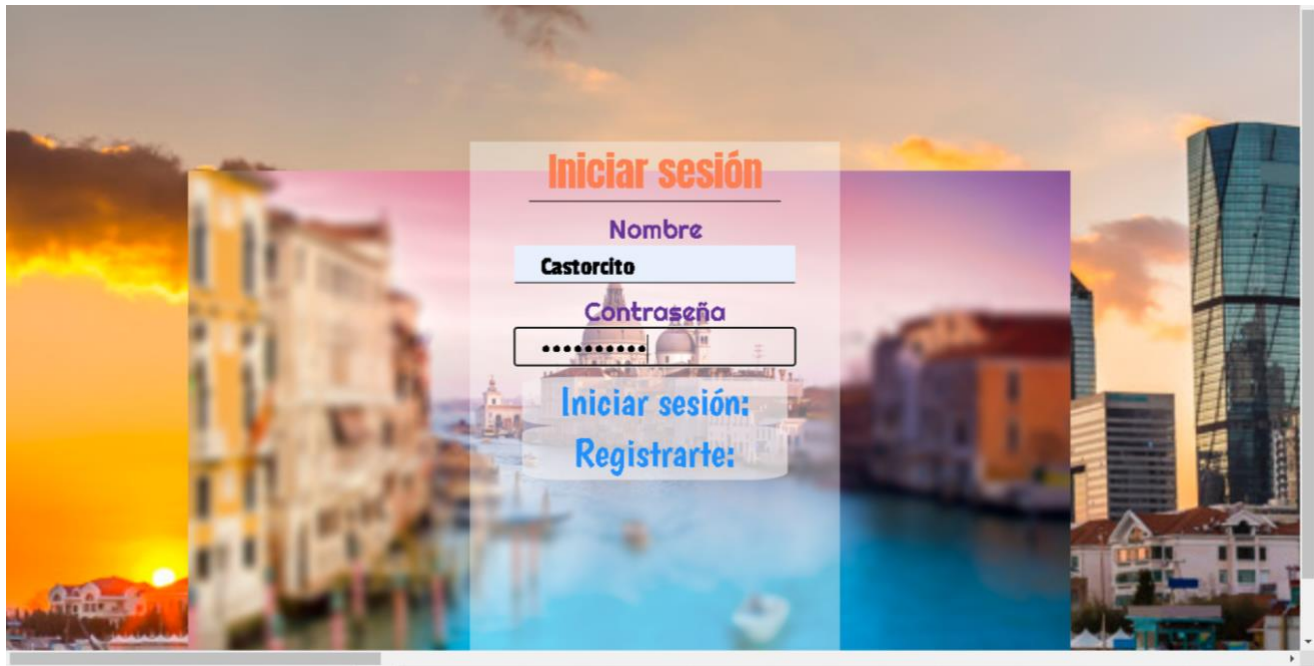 Iniciar sesión
Nombre
Castorcito
Contraseña
••••••••••
Iniciar sesión:
Registrarte: